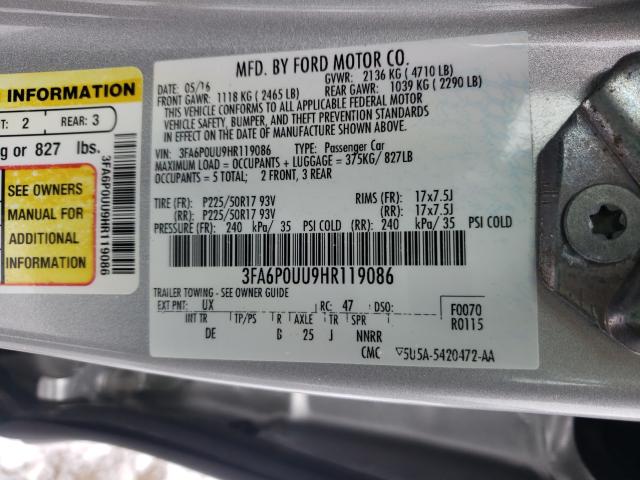 INFORMATION
: 2 REAR: 3
g or 827 lbs.
SEE OWNERS
MANUAL FOR
ADDITIONAL
INFORMATION
3FA6P0UU9HR119086
MFD. BY FORD MOTOR CO.
DATE: 05/16 GVWR: 2136 KG ( 4710 LB)
FRONT GAWR: 1118 KG ( 2465 LB) REAR GAWR: 1039 KG ( 2290 LB)
THIS VEHICLE CONFORMS TO ALL APPLICABLE FEDERAL MOTOR
VEHICLE SAFETY, BUMPER, AND THEFT PREVENTION STANDARDS
IN EFFECT ON THE DATE OF MANUFACTURE SHOWN ABOVE.
VIN: 3FA6P0UU9HR119086 TYPE: Passenger Car
MAXIMUM LOAD = OCCUPANTS + LUGGAGE = 375KG/ 827LB
OCCUPANTS = 5 TOTAL; 2 FRONT, 3 REAR
TIRE (FR): P225/50R17 93V RIMS (FR): 17x7.5J
(RR): P225/50R17 93V (RR): 17x7.5J
PRESSURE (FR): 240 kPa/ 35 PSI COLD (RR): 240 kPa/ 35 PSI COLD
3FA6P0UU9HR119086
TRAILER TOWING - SEE OWNER GUIDE
EXT PNT: UX RC: 47 DSO: F0070
INT TR TP/PS R AXLE TR SPR R0115
DE B 25 J NNRR
CMC ▽5U5A-5420472-AA